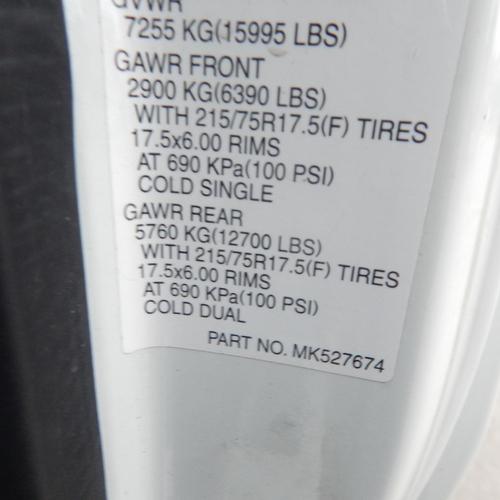 GVWR
7255 KG(15995 LBS)
GAWR FRONT
2900 KG(6390 LBS)
WITH 215/75R17.5(F) TIRES
17.5x6.00 RIMS
AT 690 KPa(100 PSI)
COLD SINGLE
GAWR REAR
5760 KG(12700 LBS)
WITH 215/75R17.5(F) TIRES
17.5x6.00 RIMS
AT 690 KPa(100 PSI)
COLD DUAL
PART NO. MK527674